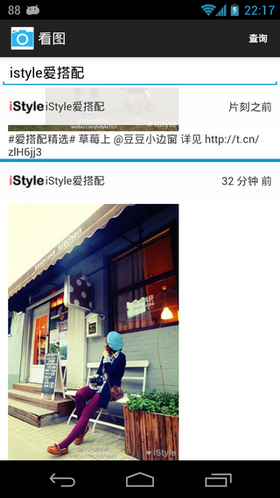 88
22:17
看图
查询
istyle爱搭配
iStyle iStyle爱搭配
片刻之前
iStyle
#爱搭配精选# 草莓上 @豆豆小边窗 详见 http://t.cn/
zlH6jj3
iStyle iStyle爱搭配
32 分钟 前
iStyle